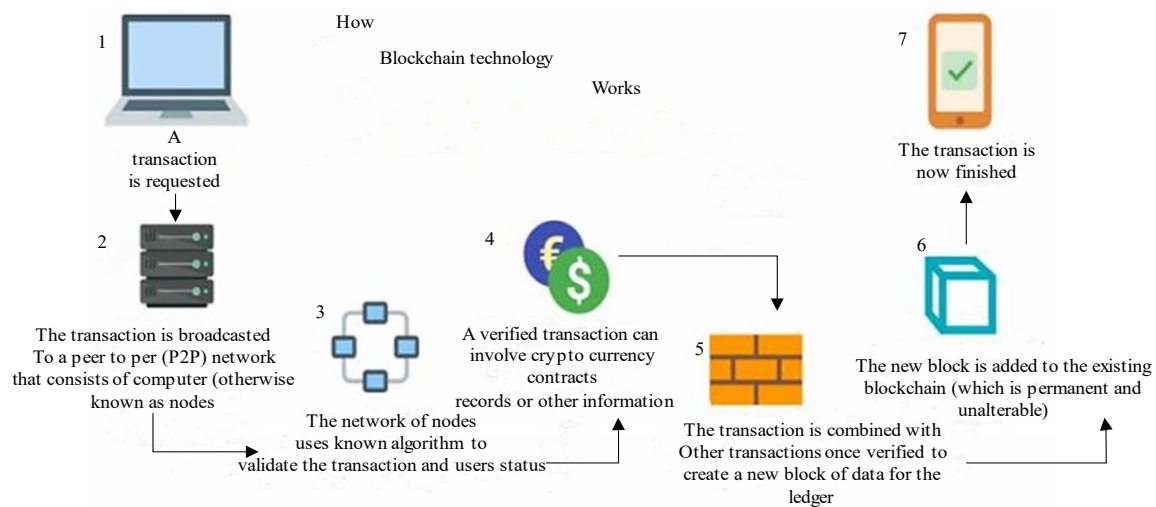 How
Blockchain technology
Works
1
A
transaction
is requested
2
The transaction is broadcasted
To a peer to per (P2P) network
that consists of computer (otherwise
known as nodes
3
The network of nodes
uses known algorithm to
validate the transaction and users status
4
€
$
A verified transaction can
involve crypto currency
contracts
records or other information
5
The transaction is combined with
Other transactions once verified to
create a new block of data for the
ledger
6
The new block is added to the existing
blockchain (which is permanent and
unalterable)
7
The transaction is
now finished